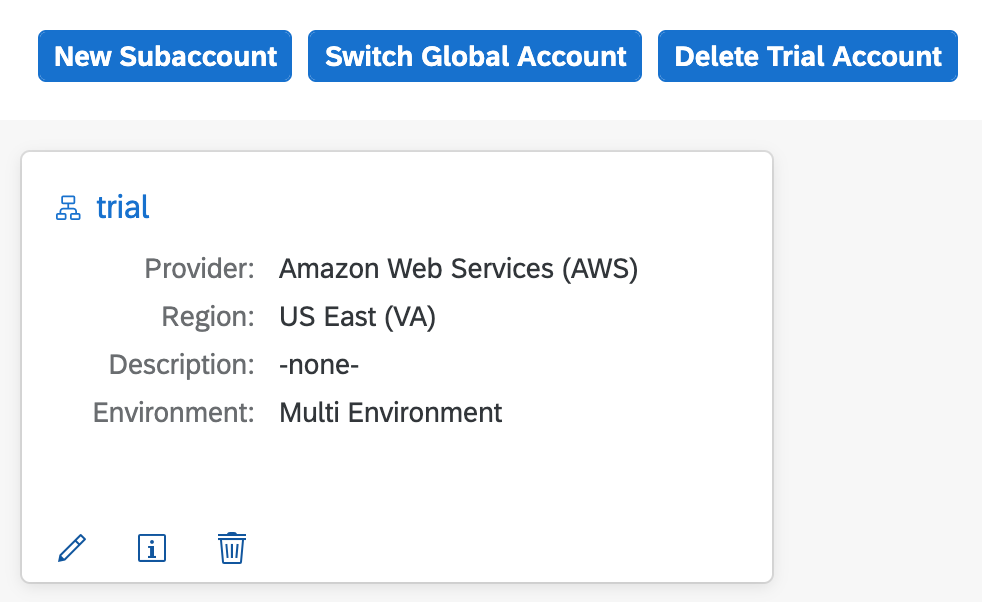 New Subaccount Switch Global Account Delete Trial Account
trial
Provider: Amazon Web Services (AWS)
Region: US East (VA)
Description: -none-
Environment: Multi Environment